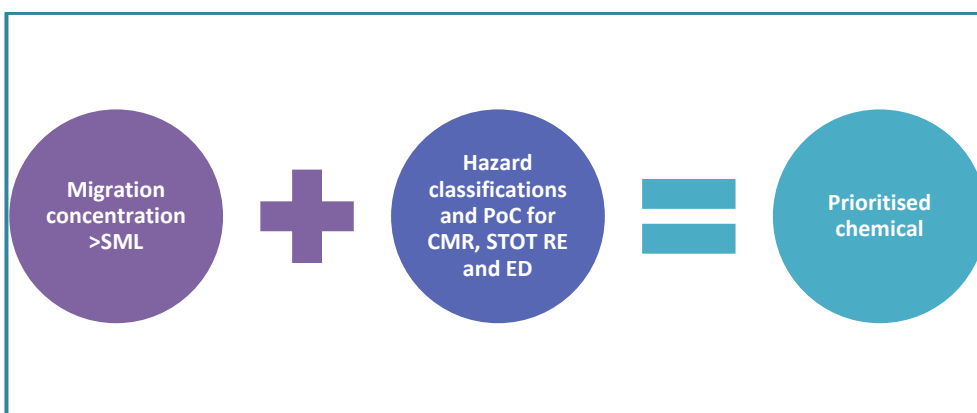 Migration
concentration
>SML
Hazard
classifications
and PoC for
CMR, STOT RE
and ED
Prioritised
chemical